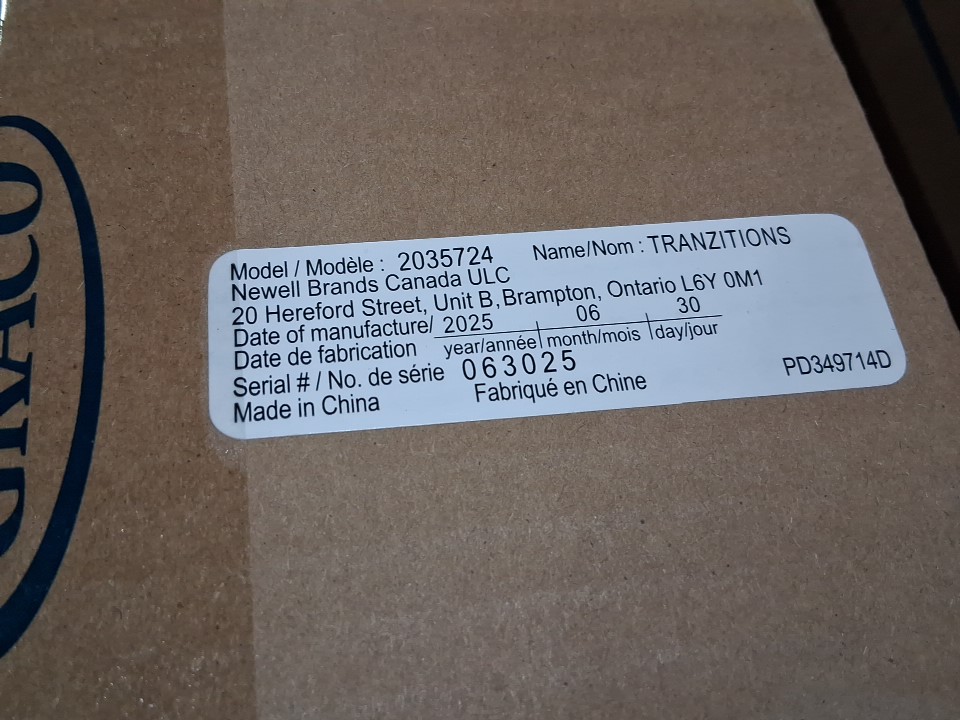 GRACO
Model / Modèle : 2035724 Name/Nom : TRANZITIONS
Newell Brands Canada ULC
20 Hereford Street, Unit B, Brampton, Ontario L6Y 0M1
Date of manufacture/ 2025 06 30
Date de fabrication year/année month/mois day/jour
Serial # / No. de série 063025
Made in China Fabriqué en Chine PD349714D